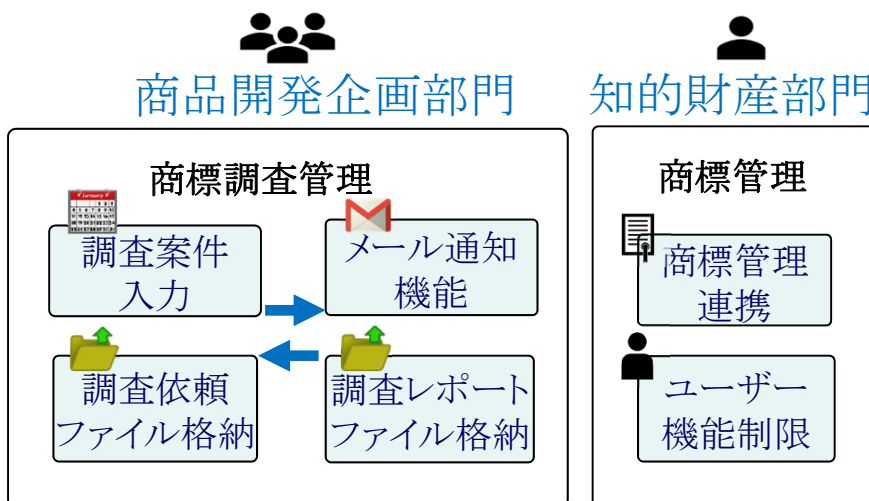 商品開発企画部門
知的財産部門
商標調査管理
調査案件
入力
メール通知
機能
調査依頼
ファイル格納
調査レポート
ファイル格納
商標管理
商標管理
連携
ユーザー
機能制限